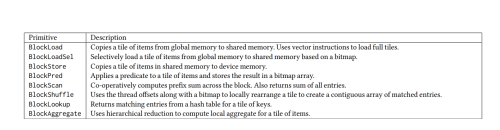 Primitive Description
BlockLoad Copies a tile of items from global memory to shared memory. Uses vector instructions to load full tiles.
BlockLoadSel Selectively load a tile of items from global memory to shared memory based on a bitmap.
BlockStore Copies a tile of items in shared memory to device memory.
BlockPred Applies a predicate to a tile of items and stores the result in a bitmap array.
BlockScan Co-operatively computes prefix sum across the block. Also returns sum of all entries.
BlockShuffle Uses the thread offsets along with a bitmap to locally rearrange a tile to create a contiguous array of matched entries.
BlockLookup Returns matching entries from a hash table for a tile of keys.
BlockAggregate Uses hierarchical reduction to compute local aggregate for a tile of items.